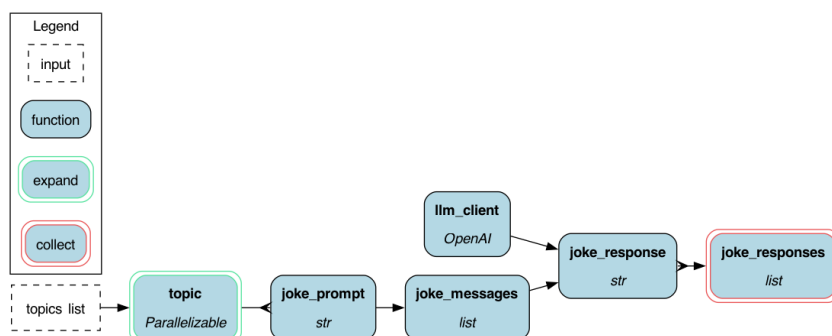 Legend
input
function
expand
collect
topics list
topic
Parallelizable
joke_prompt
str
llm_client
OpenAI
joke_messages
list
joke_response
str
joke_responses
list